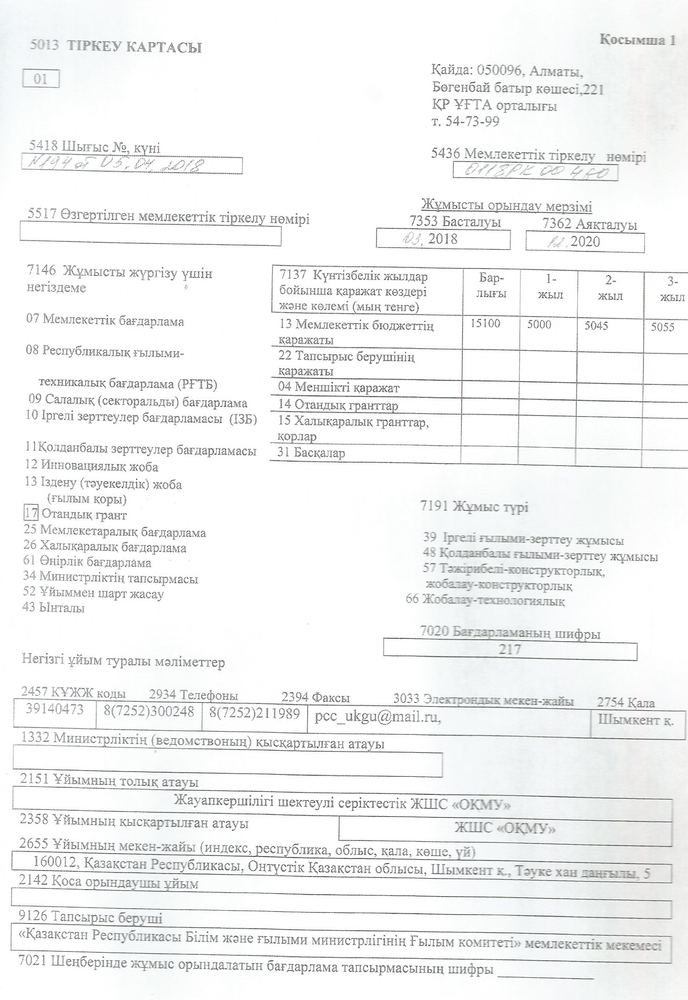 Қосымша 1
5013 ТІРКЕУ КАРТАСЫ
01
Қайда: 050096, Алматы,
Бөгенбай батыр көшесі,221
ҚР ҰҒТА орталығы
т. 54-73-99
5418 Шығыс №, күні
N194 от 05.04.2018
5436 Мемлекеттік тіркелу нөмірі
0118РК00460
5517 Өзгертілген мемлекеттік тіркелу нөмірі
Жұмысты орындау мерзімі
7353 Басталуы 7362 Аяқталуы
03. 2018 12. 2020
7146 Жұмысты жүргізу үшін
негіздеме
07 Мемлекеттік бағдарлама
08 Республикалық ғылыми-
техникалық бағдарлама (РҒТБ)
09 Салалық (секторальды) бағдарлама
10 Іргелі зерттеулер бағдарламасы (ІЗБ)
11Қолданбалы зерттеулер бағдарламасы
12 Инновациялық жоба
13 Іздену (тәуекелдік) жоба
(ғылым қоры)
17 Отандық грант
25 Мемлекетаралық бағдарлама
26 Халықаралық бағдарлама
61 Өңірлік бағдарлама
34 Министрліктің тапсырмасы
52 Ұйыммен шарт жасау
43 Ынталы
7137 Күнтізбелік жылдар Бар- 1- 2- 3-
бойынша қаражат көздері лығы жыл жыл жыл
және көлемі (мың тенге)
13 Мемлекеттік бюджеттің 15100 5000 5045 5055
қаражаты
22 Тапсырыс берушінің
қаражаты
04 Меншікті қаражат
14 Отандық гранттар
15 Халықаралық гранттар,
қорлар
31 Басқалар
7191 Жұмыс түрі
39 Іргелі ғылыми-зерттеу жұмысы
48 Қолданбалы ғылыми-зерттеу жұмысы
57 Тәжірибелі-конструкторлық,
жобалау-конструкторлық
66 Жобалау-технологиялық
7020 Бағдарламаның шифры
217
Негізгі ұйым туралы мәліметтер
2457 КҰЖЖ коды 2934 Телефоны 2394 Факсы 3033 Электрондық мекен-жайы 2754 Қала
39140473 8(7252)300248 8(7252)211989 pcc_ukgu@mail.ru, Шымкент қ.
1332 Министрліктің (ведомствоның) қысқартылған атауы
2151 Ұйымның толық атауы
Жауапкершілігі шектеулі серіктестік ЖШС «ОҚМУ»
2358 Ұйымның қысқартылған атауы ЖШС «ОҚМУ»
2655 Ұйымның мекен-жайы (индекс, республика, облыс, қала, көше, үй)
160012, Қазақстан Республикасы, Оңтүстік Қазақстан облысы, Шымкент қ., Тәуке хан даңғылы, 5
2142 Қоса орындаушы ұйым
9126 Тапсырыс беруші
«Қазақстан Республикасы Білім және ғылыми министрлігінің Ғылым комитеті» мемлекеттік мекемесі
7021 Шеңберінде жұмыс орындалатын бағдарлама тапсырмасының шифры